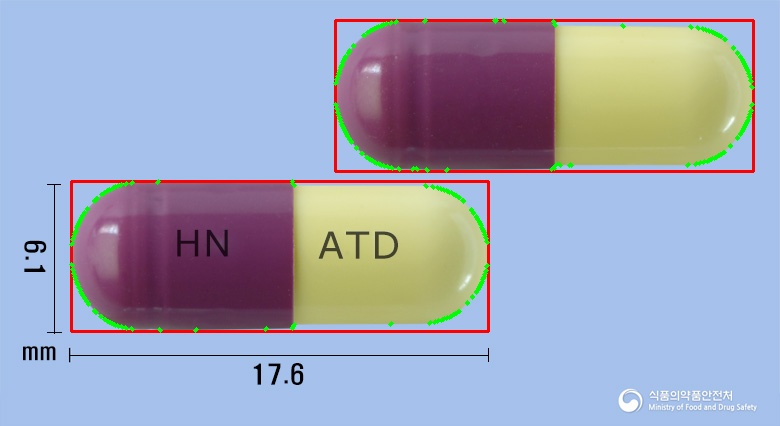 HN ATD
6.1
mm
17.6
식품의약품안전처
Ministry of Food and Drug Safety